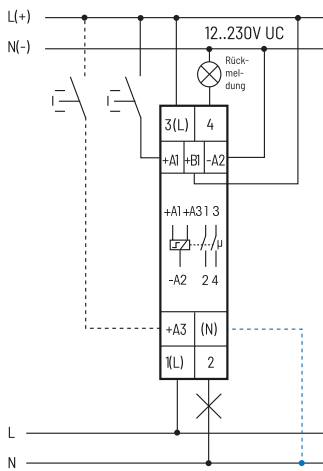 L(+)
N(-)
12..230V UC
Rück-
mel-
dung
3(L) 4
+A1 +B1 -A2
+A1 +A3 1 3
µ
-A2 2 4
+A3 (N)
1(L) 2
L
N